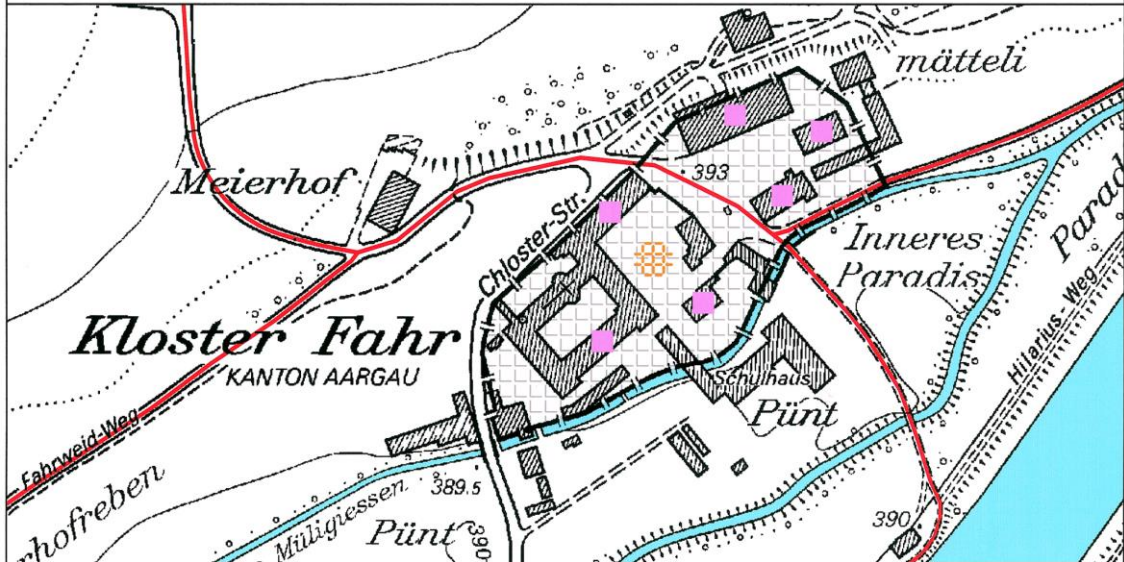 mätteli
Meierhof
393
Chloster-Str.
Inneres
Paradis
Parad
Hilarius Weg
Kloster Fahr
KANTON AARGAU
Schulhaus
Pünt
Fahrweid-Weg
rhofreben
389.5
Müligiessen
Pünt
390
390